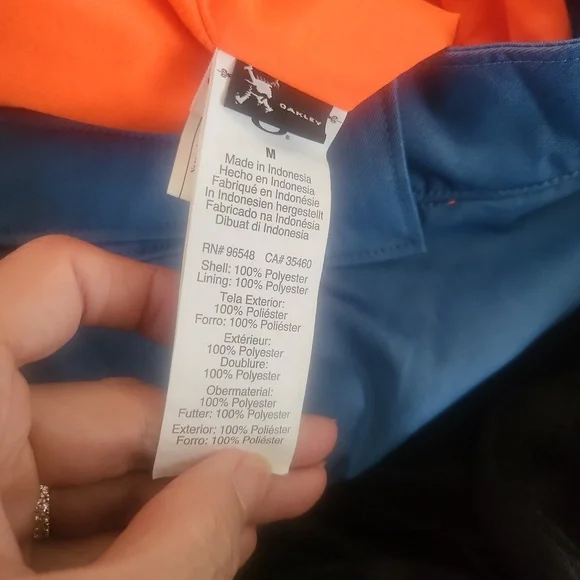 OAKLEY
M
Made in Indonesia
Hecho en Indonesia
Fabriqué en Indonésie
In Indonesien hergestellt
Fabricado na Indonésia
Dibuat di Indonesia
RN# 96548 CA# 35460
Shell: 100% Polyester
Lining: 100% Polyester
Tela Exterior:
100% Poliéster
Forro: 100% Poliéster
Extérieur:
100% Polyester
Doublure:
100% Polyester
Obermaterial:
100% Polyester
Futter: 100% Polyester
Exterior: 100% Poliéster
Forro: 100% Poliéster